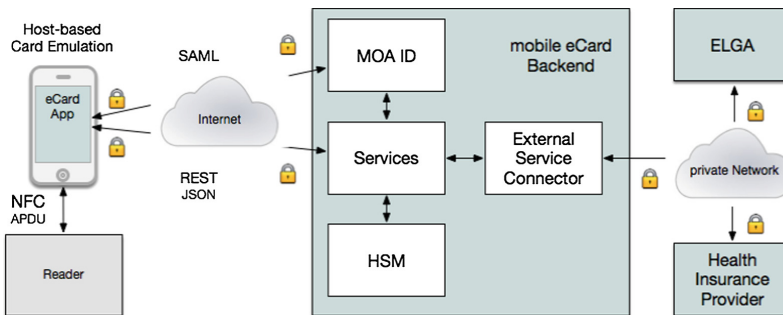 Host-based
Card Emulation
eCard
App
NFC
APDU
Reader
SAML
Internet
REST
JSON
MOA ID
mobile eCard
Backend
Services
External
Service
Connector
HSM
ELGA
private Network
Health
Insurance
Provider